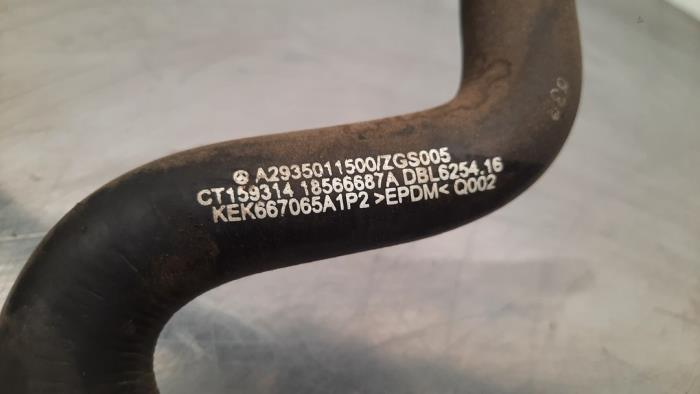 A2935011500/ZGS005
CT159314 18566687A DBL6254.16
KEK667065A1P2 >EPDM< Q002